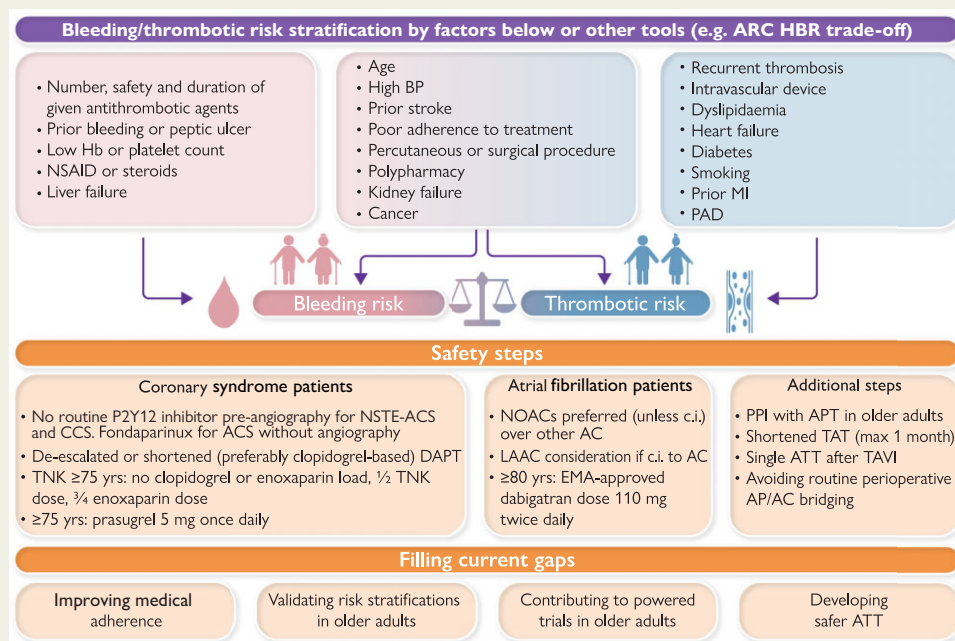 Bleeding/thrombotic risk stratification by factors below or other tools (e.g. ARC HBR trade-off)
• Number, safety and duration of
given antithrombotic agents
• Prior bleeding or peptic ulcer
• Low Hb or platelet count
• NSAID or steroids
• Liver failure
• Age
• High BP
• Prior stroke
• Poor adherence to treatment
• Percutaneous or surgical procedure
• Polypharmacy
• Kidney failure
• Cancer
• Recurrent thrombosis
• Intravascular device
• Dyslipidaemia
• Heart failure
• Diabetes
• Smoking
• Prior MI
• PAD
Bleeding risk
Thrombotic risk
Safety steps
Coronary syndrome patients
• No routine P2Y12 inhibitor pre-angiography for NSTE-ACS
and CCS. Fondaparinux for ACS without angiography
• De-escalated or shortened (preferably clopidogrel-based) DAPT
• TNK ≥75 yrs: no clopidogrel or enoxaparin load, ½ TNK
dose, ¾ enoxaparin dose
• ≥75 yrs: prasugrel 5 mg once daily
Atrial fibrillation patients
• NOACs preferred (unless c.i.)
over other AC
• LAAC consideration if c.i. to AC
• ≥80 yrs: EMA-approved
dabigatran dose 110 mg
twice daily
Additional steps
• PPI with APT in older adults
• Shortened TAT (max 1 month)
• Single ATT after TAVI
• Avoiding routine perioperative
AP/AC bridging
Filling current gaps
Improving medical
adherence
Validating risk stratifications
in older adults
Contributing to powered
trials in older adults
Developing
safer ATT